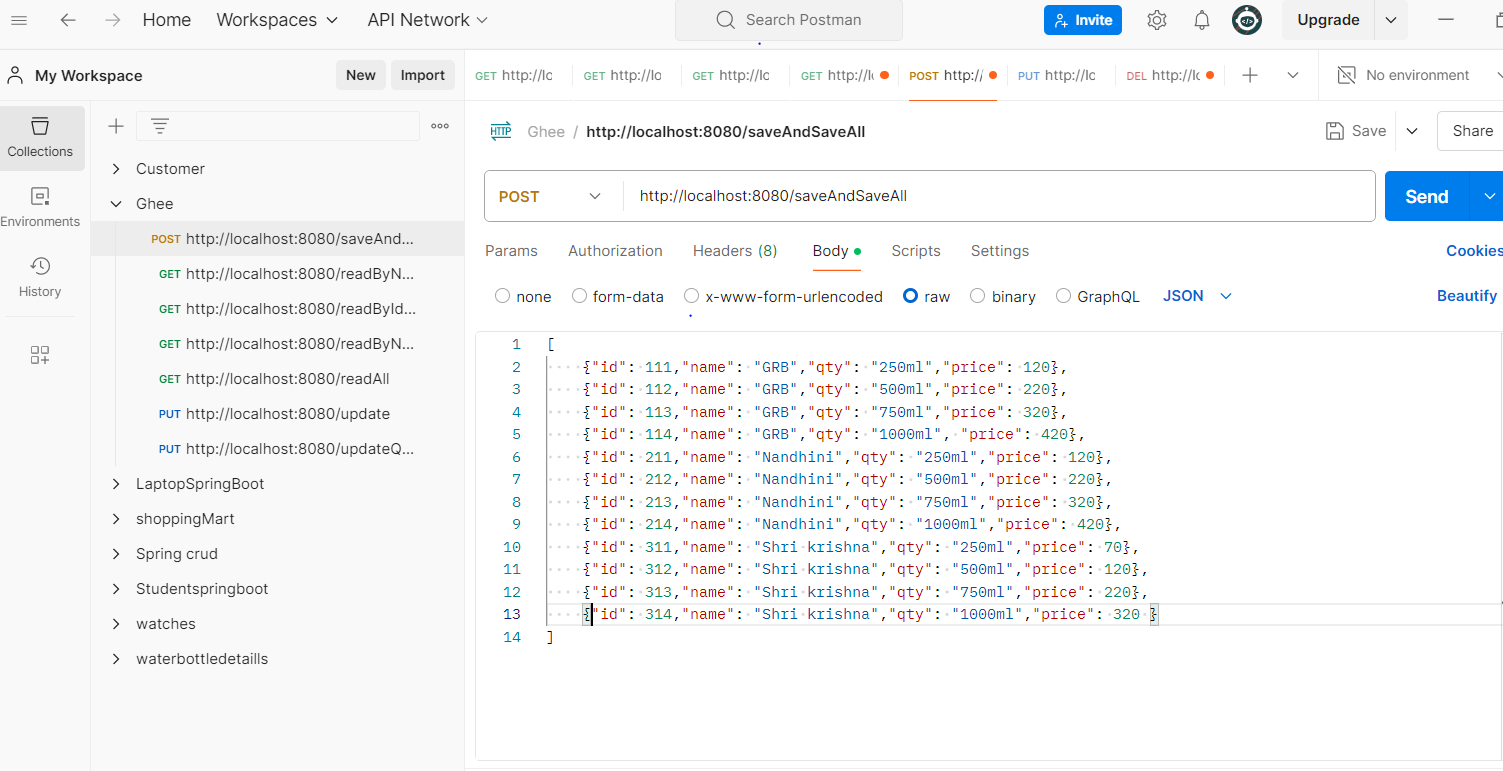 Home Workspaces API Network Search Postman Invite Upgrade
My Workspace New Import
GET http://lo GET http://lo GET http://lo GET http://l POST http:/ PUT http://lo DEL http://l No environment
Collections
Environments
History
Customer
Ghee
POST http://localhost:8080/saveAnd...
GET http://localhost:8080/readByN...
GET http://localhost:8080/readById...
GET http://localhost:8080/readByN...
GET http://localhost:8080/readAll
PUT http://localhost:8080/update
PUT http://localhost:8080/updateQ...
LaptopSpringBoot
shoppingMart
Spring crud
Studentspringboot
watches
waterbottledetaills
HTTP Ghee / http://localhost:8080/saveAndSaveAll Save Share
POST http://localhost:8080/saveAndSaveAll Send
Params Authorization Headers (8) Body Scripts Settings Cookies
none form-data x-www-form-urlencoded raw binary GraphQL JSON Beautify
1 [
2 {"id": 111,"name": "GRB","qty": "250ml","price": 120},
3 {"id": 112,"name": "GRB","qty": "500ml","price": 220},
4 {"id": 113,"name": "GRB","qty": "750ml","price": 320},
5 {"id": 114,"name": "GRB","qty": "1000ml", "price": 420},
6 {"id": 211,"name": "Nandhini","qty": "250ml","price": 120},
7 {"id": 212,"name": "Nandhini","qty": "500ml","price": 220},
8 {"id": 213,"name": "Nandhini","qty": "750ml","price": 320},
9 {"id": 214,"name": "Nandhini","qty": "1000ml","price": 420},
10 {"id": 311,"name": "Shri krishna","qty": "250ml","price": 70},
11 {"id": 312,"name": "Shri krishna","qty": "500ml","price": 120},
12 {"id": 313,"name": "Shri krishna","qty": "750ml","price": 220},
13 {"id": 314,"name": "Shri krishna","qty": "1000ml","price": 320 }
14 ]